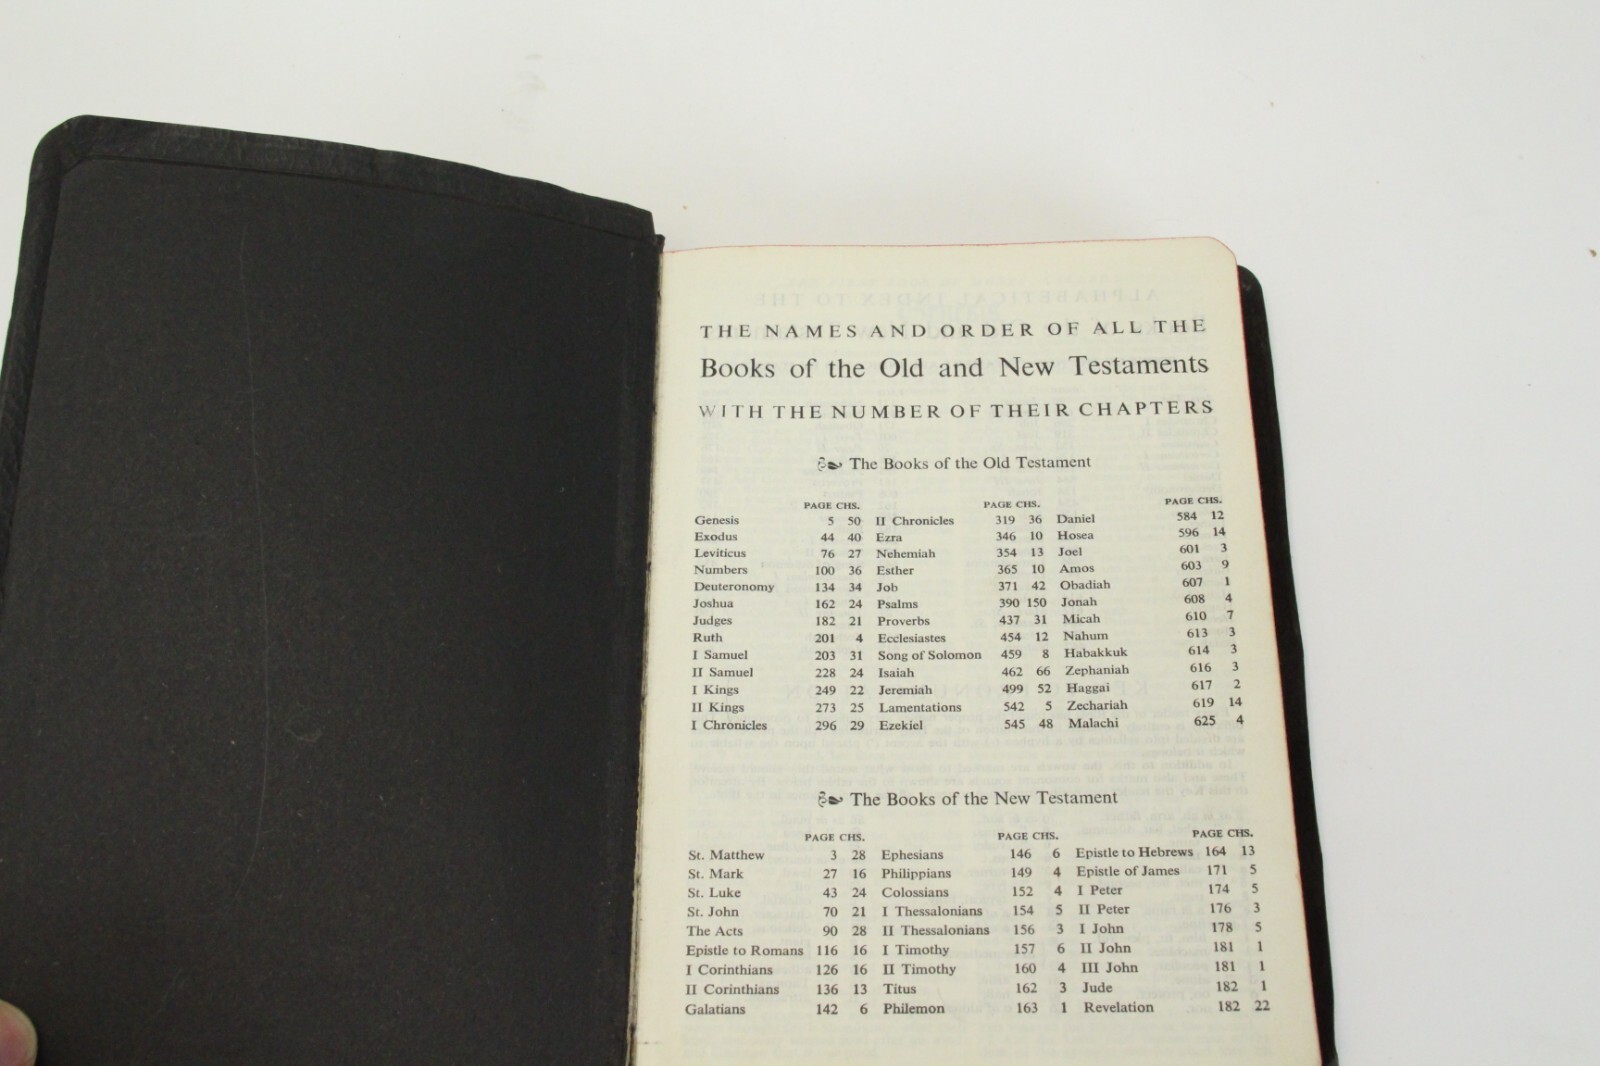 THE NAMES AND ORDER OF ALL THE
Books of the Old and New Testaments
WITH THE NUMBER OF THEIR CHAPTERS
The Books of the Old Testament
PAGE CHS. PAGE CHS. PAGE CHS.
Genesis 5 50 II Chronicles 319 36 Daniel 584 12
Exodus 44 40 Ezra 346 10 Hosea 596 14
Leviticus 76 27 Nehemiah 354 13 Joel 601 3
Numbers 100 36 Esther 365 10 Amos 603 9
Deuteronomy 134 34 Job 371 42 Obadiah 607 1
Joshua 162 24 Psalms 390 150 Jonah 608 4
Judges 182 21 Proverbs 437 31 Micah 610 7
Ruth 201 4 Ecclesiastes 454 12 Nahum 613 3
I Samuel 203 31 Song of Solomon 459 8 Habakkuk 614 3
II Samuel 228 24 Isaiah 462 66 Zephaniah 616 3
I Kings 249 22 Jeremiah 499 52 Haggai 617 2
II Kings 273 25 Lamentations 542 5 Zechariah 619 14
I Chronicles 296 29 Ezekiel 545 48 Malachi 625 4
The Books of the New Testament
PAGE CHS. PAGE CHS. PAGE CHS.
St. Matthew 3 28 Ephesians 146 6 Epistle to Hebrews 164 13
St. Mark 27 16 Philippians 149 4 Epistle of James 171 5
St. Luke 43 24 Colossians 152 4 I Peter 174 5
St. John 70 21 I Thessalonians 154 5 II Peter 176 3
The Acts 90 28 II Thessalonians 156 3 I John 178 5
Epistle to Romans 116 16 I Timothy 157 6 II John 181 1
I Corinthians 126 16 II Timothy 160 4 III John 181 1
II Corinthians 136 13 Titus 162 3 Jude 182 1
Galatians 142 6 Philemon 163 1 Revelation 182 22